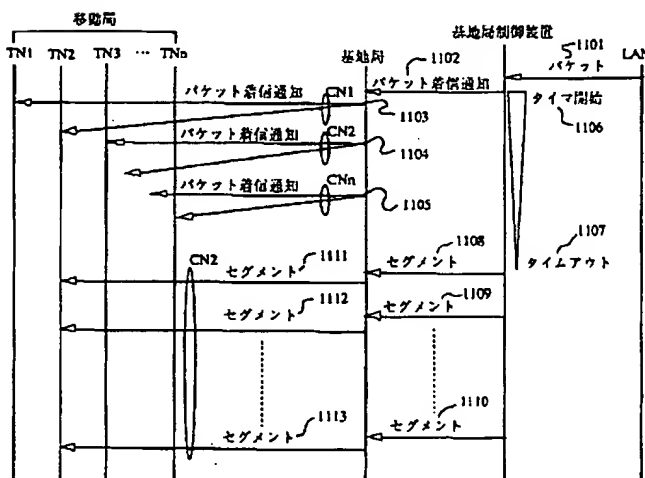 移動局
TN1 TN2 TN3 … TNn
基地局
基地局制御装置
LAN
1101
パケット
1102
パケット着信通知
パケット着信通知
CN1
1103
タイマ開始
1106
CN2
パケット着信通知
1104
パケット着信通知
CNn
1105
1107
タイムアウト
CN2
セグメント
1111
セグメント
1108
セグメント
1112
セグメント
1109
セグメント
1113
セグメント
1110